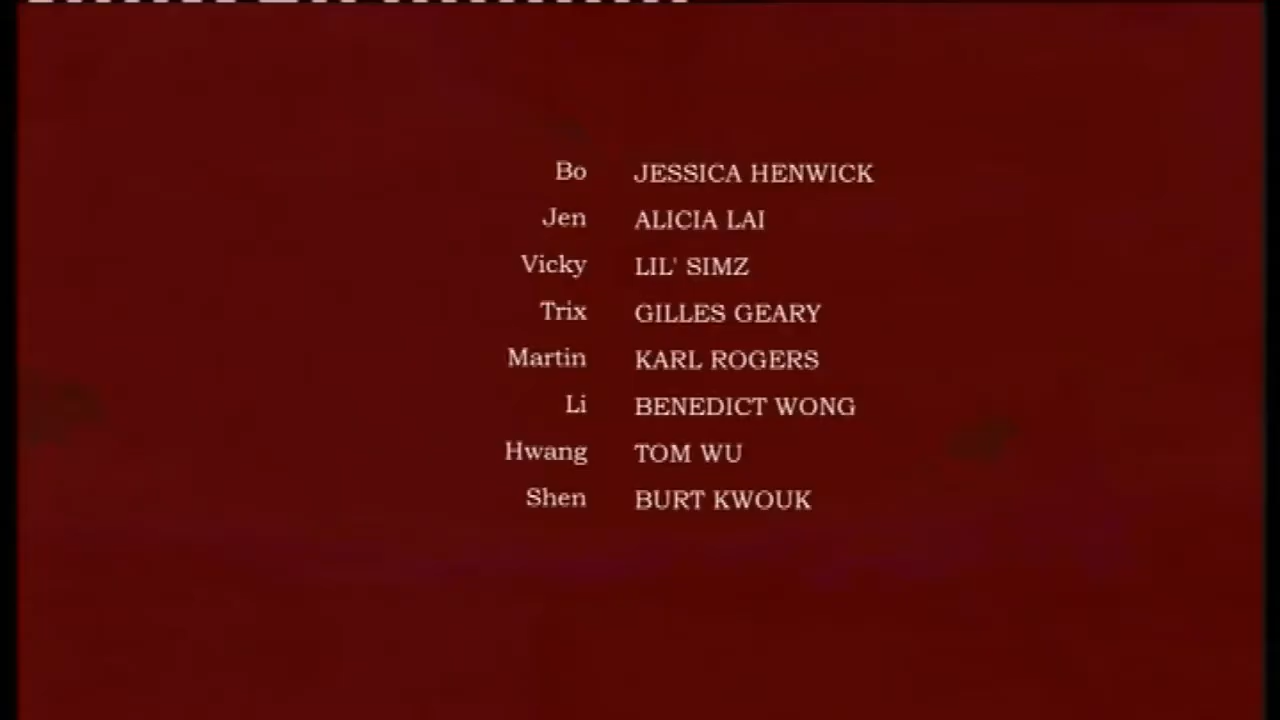 Bo JESSICA HENWICK
Jen ALICIA LAI
Vicky LIL' SIMZ
Trix GILLES GEARY
Martin KARL ROGERS
Li BENEDICT WONG
Hwang TOM WU
Shen BURT KWOUK